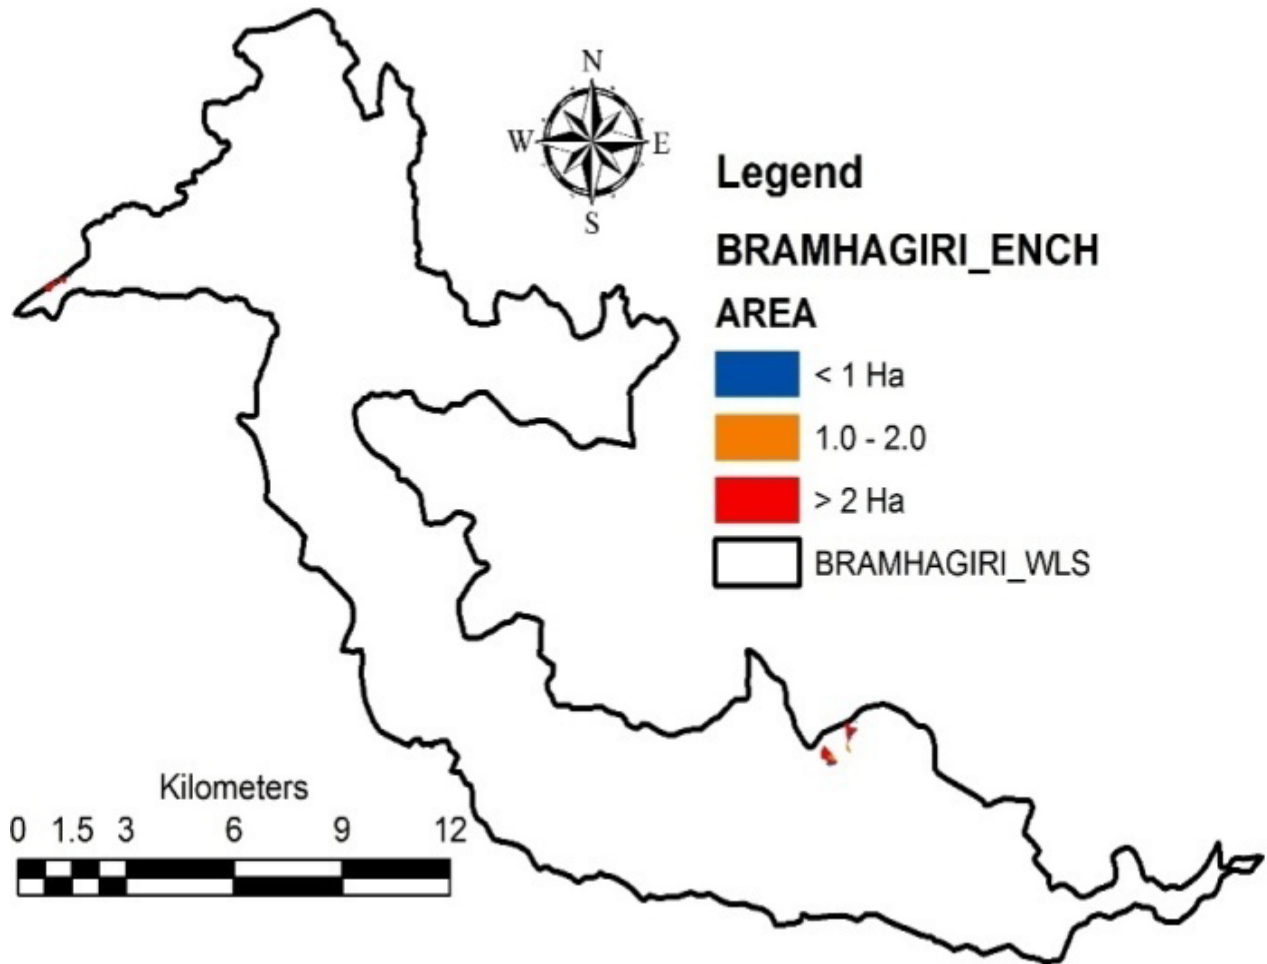 N
W E
S
Legend
BRAMHAGIRI_ENCH
AREA
< 1 Ha
1.0 - 2.0
> 2 Ha
BRAMHAGIRI_WLS
Kilometers
0 1.5 3 6 9 12